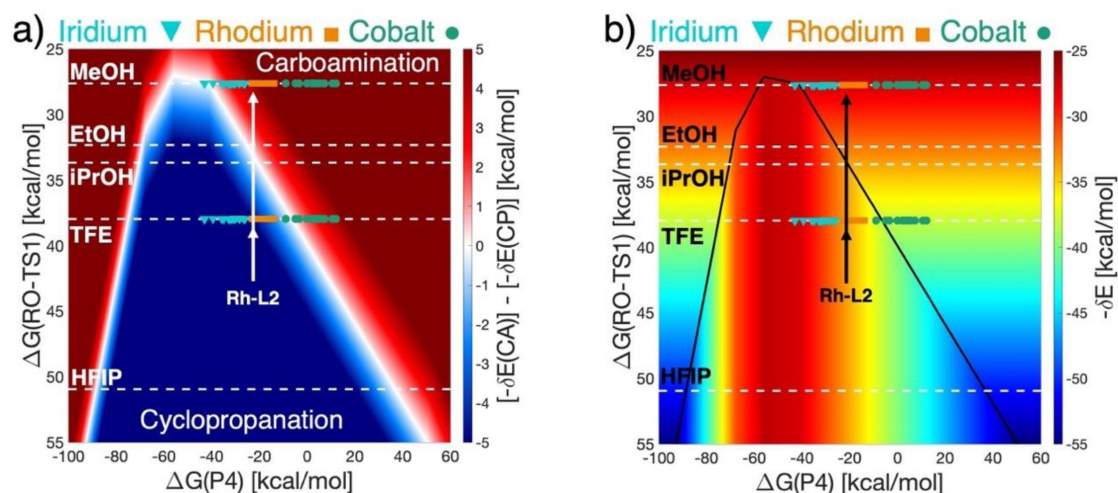 a) Iridium ▼ Rhodium ■ Cobalt ●
25
30
35
40
45
50
55
ΔG(RO-TS1) [kcal/mol]
MeOH
EtOH
iPrOH
TFE
HFIP
Carboamination
Rh-L2
Cyclopropanation
-100 -80 -60 -40 -20 0 20 40 60
ΔG(P4) [kcal/mol]
5
4
3
2
1
0
-1
-2
-3
-4
-5
[-δE(CA)] - [-δE(CP)] [kcal/mol]
b) Iridium ▼ Rhodium ■ Cobalt ●
25
30
35
40
45
50
55
ΔG(RO-TS1) [kcal/mol]
MeOH
EtOH
iPrOH
TFE
HFIP
Rh-L2
-100 -80 -60 -40 -20 0 20 40 60
ΔG(P4) [kcal/mol]
-25
-30
-35
-40
-45
-50
-55
-δE [kcal/mol]